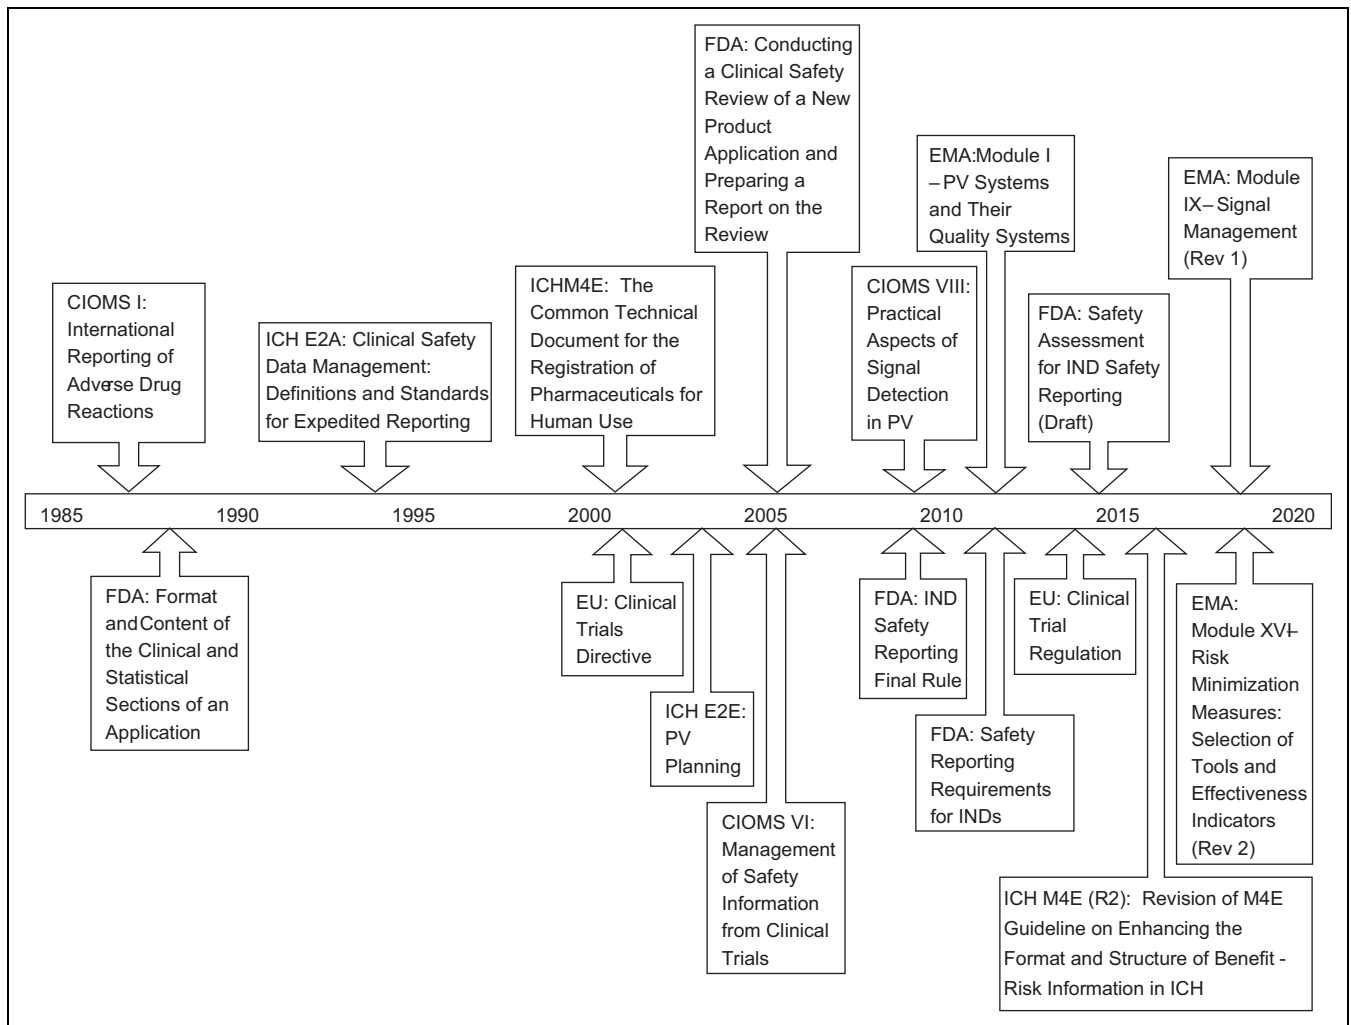 FDA: Conducting
a Clinical Safety
Review of a New
Product
Application and
Preparing a
Report on the
Review
EMA:Module I
–PV Systems
and Their
Quality Systems
EMA: Module
IX–Signal
Management
(Rev 1)
CIOMS I:
International
Reporting of
Adverse Drug
Reactions
ICH E2A: Clinical Safety
Data Management:
Definitions and Standards
for Expedited Reporting
ICHM4E: The
Common Technical
Document for the
Registration of
Pharmaceuticals for
Human Use
CIOMS VIII:
Practical
Aspects of
Signal
Detection
in PV
FDA: Safety
Assessment
for IND Safety
Reporting
(Draft)
1985 1990 1995 2000 2005 2010 2015 2020
FDA: Format
and Content of
the Clinical and
Statistical
Sections of an
Application
EU: Clinical
Trials
Directive
ICH E2E:
PV
Planning
CIOMS VI:
Management
of Safety
Information
from Clinical
Trials
FDA: IND
Safety
Reporting
Final Rule
FDA: Safety
Reporting
Requirements
for INDs
EU: Clinical
Trial
Regulation
EMA:
Module XVI–
Risk
Minimization
Measures:
Selection of
Tools and
Effectiveness
Indicators
(Rev 2)
ICH M4E (R2): Revision of M4E
Guideline on Enhancing the
Format and Structure of Benefit -
Risk Information in ICH